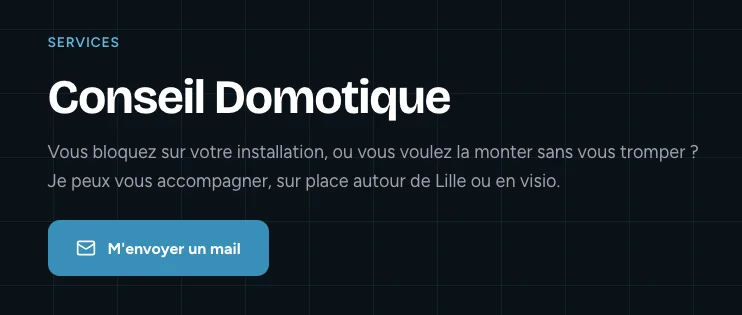 SERVICES
Conseil Domotique
Vous bloquez sur votre installation, ou vous voulez la monter sans vous tromper ?
Je peux vous accompagner, sur place autour de Lille ou en visio.
M'envoyer un mail